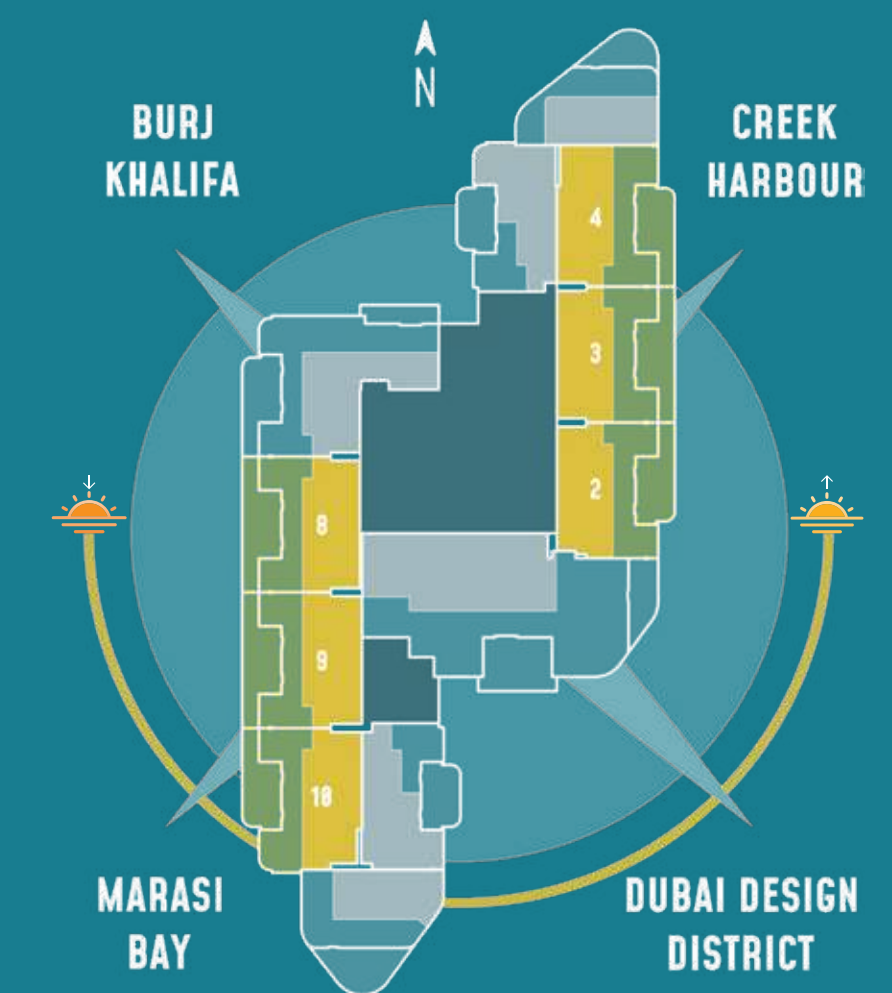 N
BURJ
KHALIFA
CREEK
HARBOUR
4
3
2
8
9
10
MARASI
BAY
DUBAI DESIGN
DISTRICT